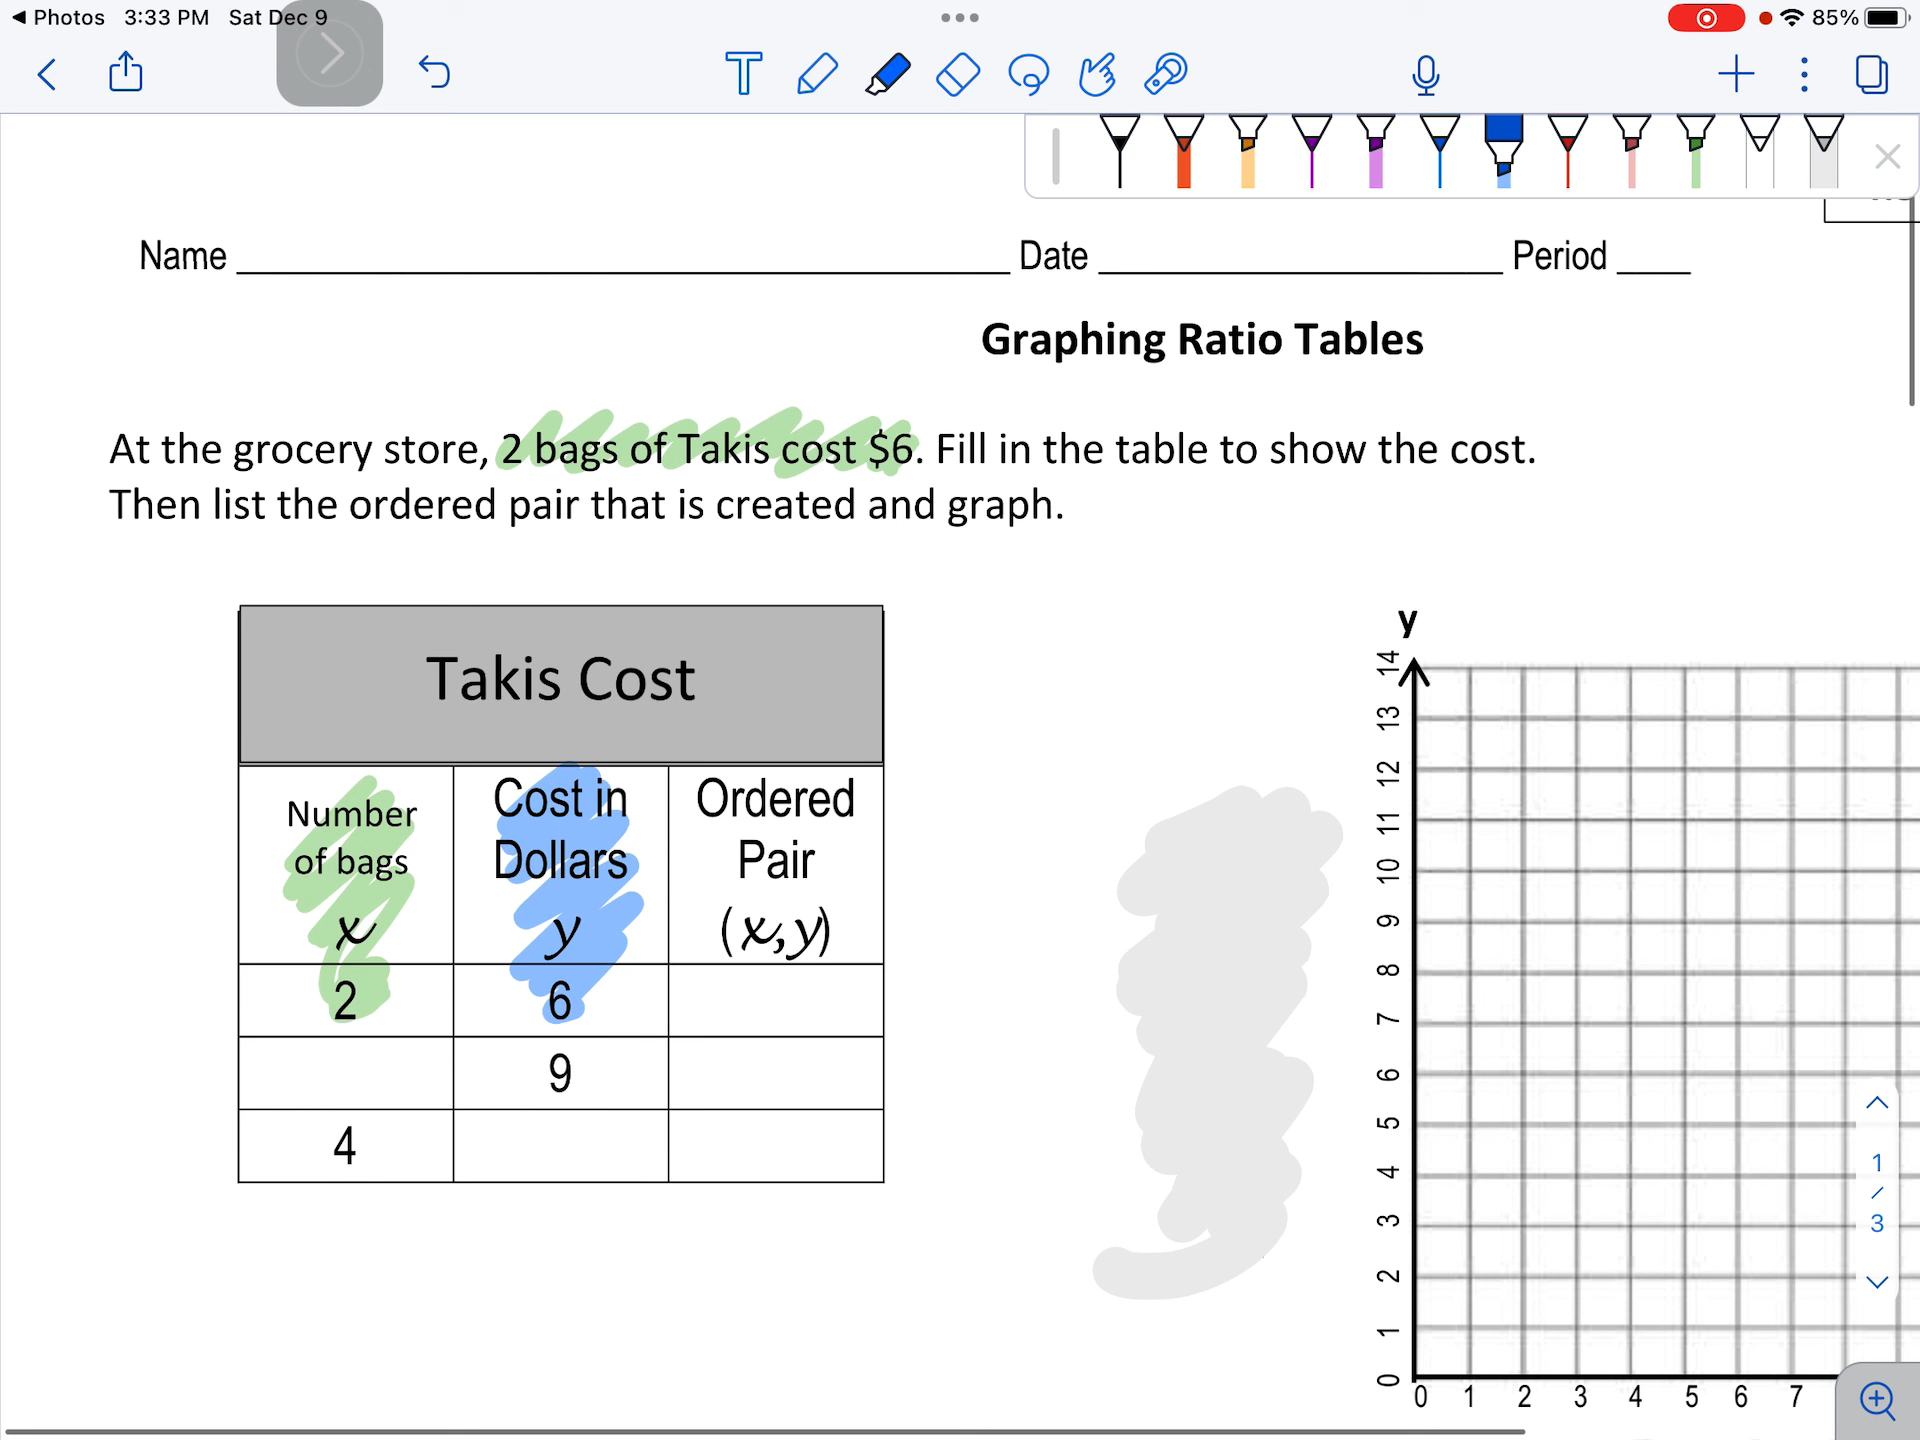 Photos 3:33 PM Sat Dec 9
85%
T
Name Date Period
Graphing Ratio Tables
At the grocery store, 2 bags of Takis cost $6. Fill in the table to show the cost.
Then list the ordered pair that is created and graph.
Takis Cost
Number of bags x
Cost in Dollars y
Ordered Pair (x,y)
2 6
9
4
y
14
13
12
11
10
9
8
7
6
5
4
3
2
1
0
0 1 2 3 4 5 6 7
1
/
3